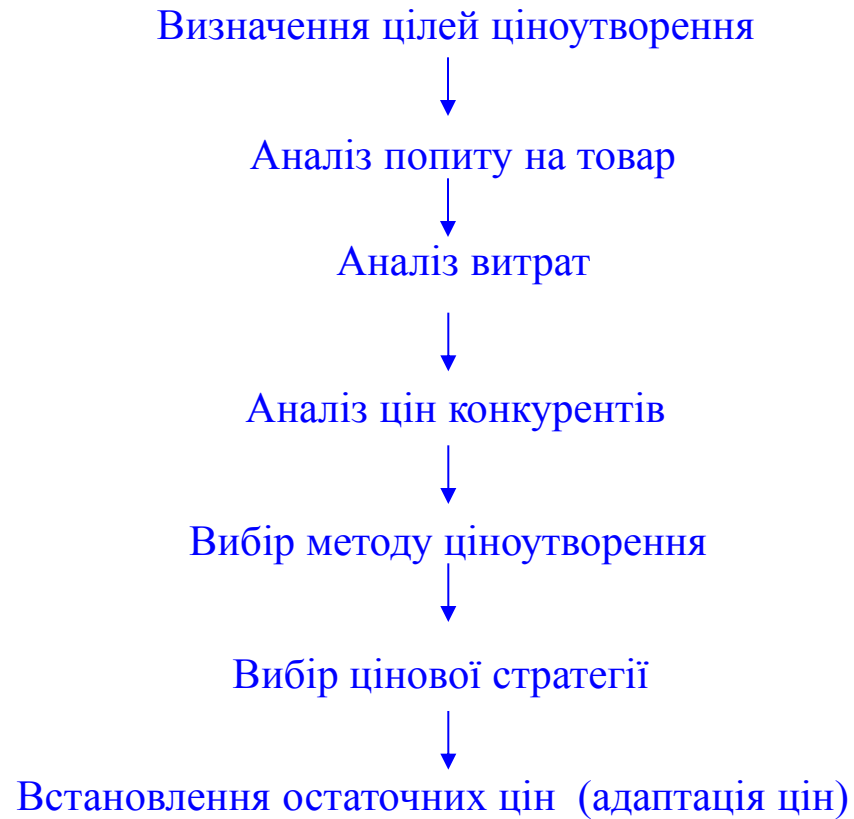 Визначення цілей ціноутворення
Аналіз попиту на товар
Аналіз витрат
Аналіз цін конкурентів
Вибір методу ціноутворення
Вибір цінової стратегії
Встановлення остаточних цін (адаптація цін)